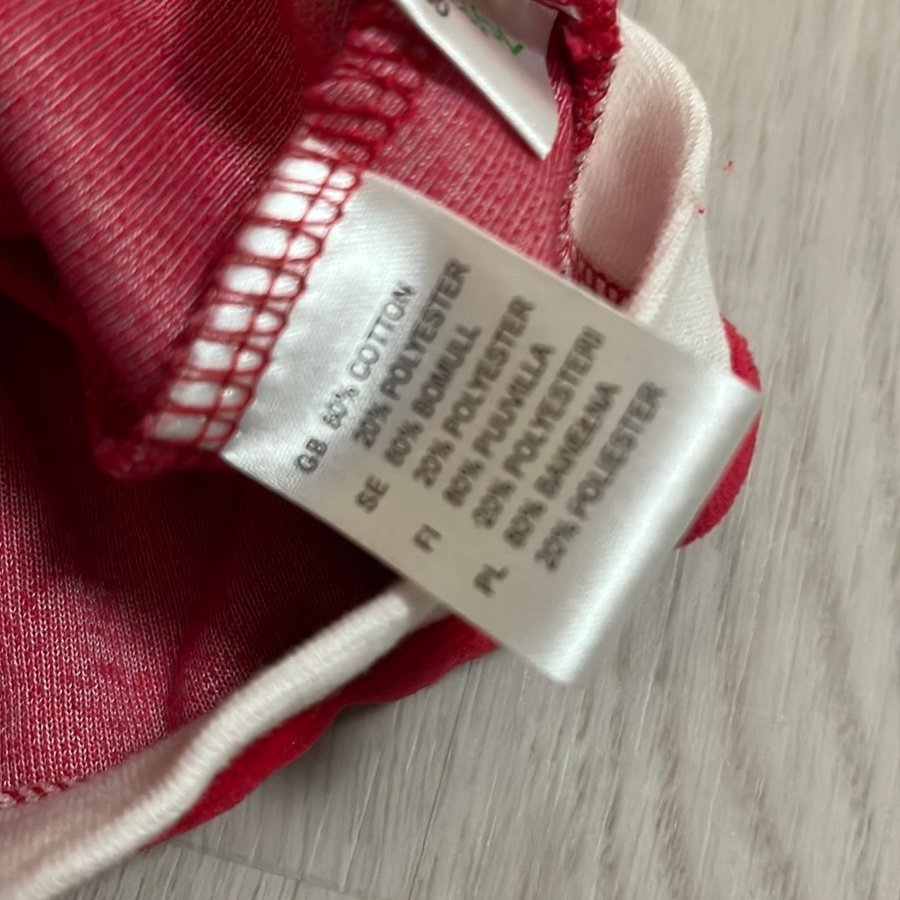 GB 80% COTTON
20% POLYESTER
SE 80% BOMULL
20% POLYESTER
FI 80% PUUVILLA
20% POLYESTERI
PL 80% BAWEŁNA
20% POLIESTER